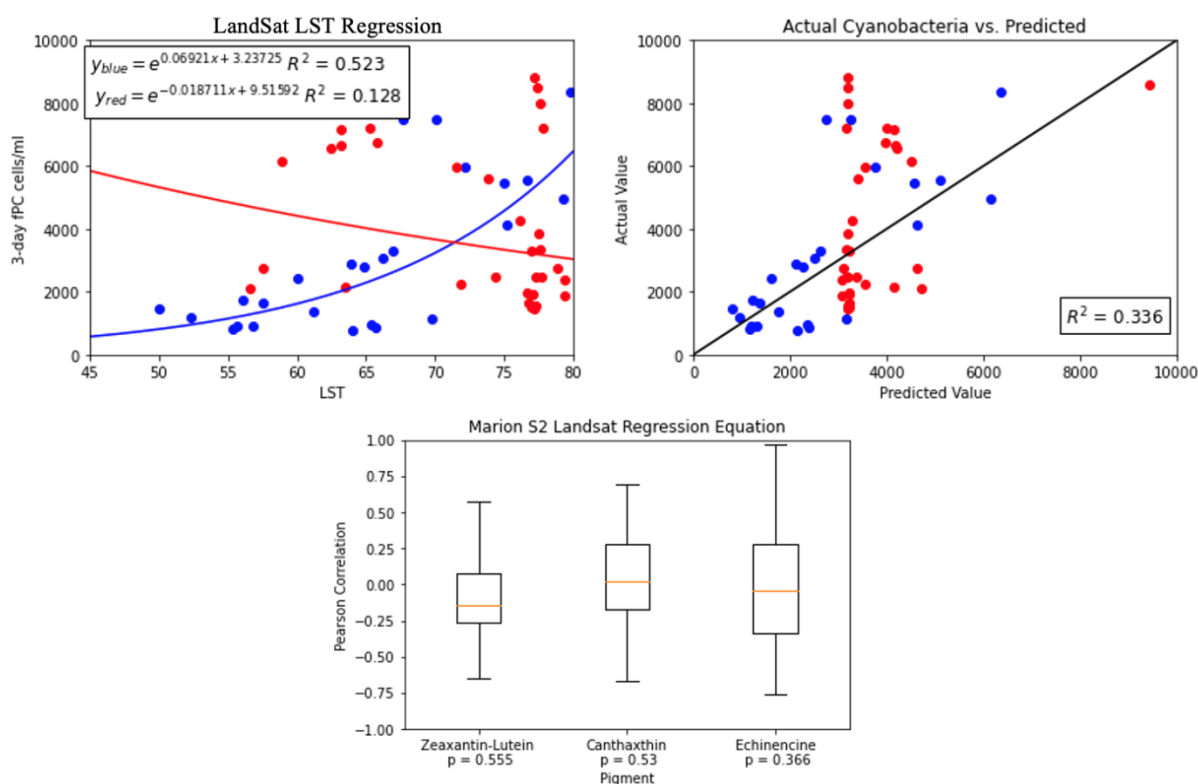 LandSat LST Regression
y_blue = e^{0.06921x + 3.23725} R² = 0.523
y_red = e^{−0.018711x + 9.51592} R² = 0.128
10000
8000
6000
4000
2000
0
3-day fPC cells/ml
45 50 55 60 65 70 75 80
LST
Actual Cyanobacteria vs. Predicted
10000
8000
6000
4000
2000
0
Actual Value
R² = 0.336
0 2000 4000 6000 8000 10000
Predicted Value
Marion S2 Landsat Regression Equation
1.00
0.75
0.50
0.25
0.00
−0.25
−0.50
−0.75
−1.00
Pearson Correlation
Zeaxantin-Lutein Canthaxthin Echinencine
p = 0.555 p = 0.53 p = 0.366
Pigment